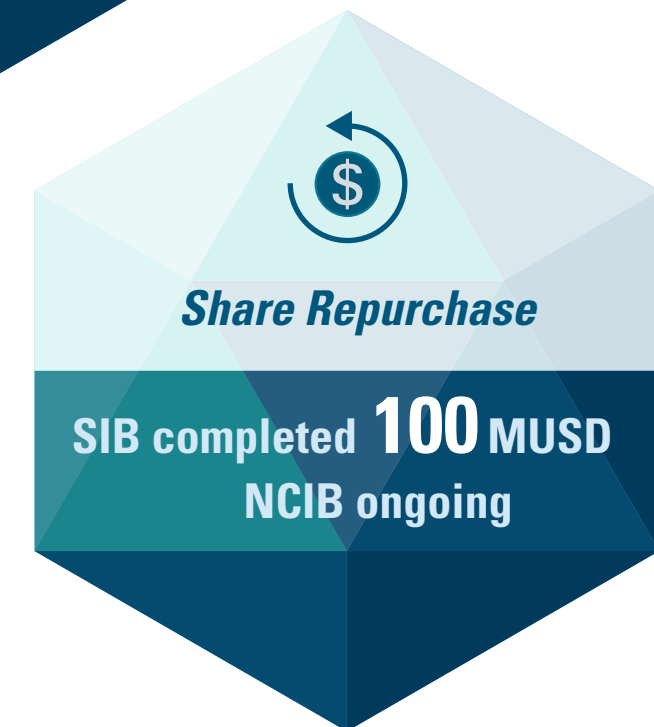 $
Share Repurchase
SIB completed 100 MUSD
NCIB ongoing